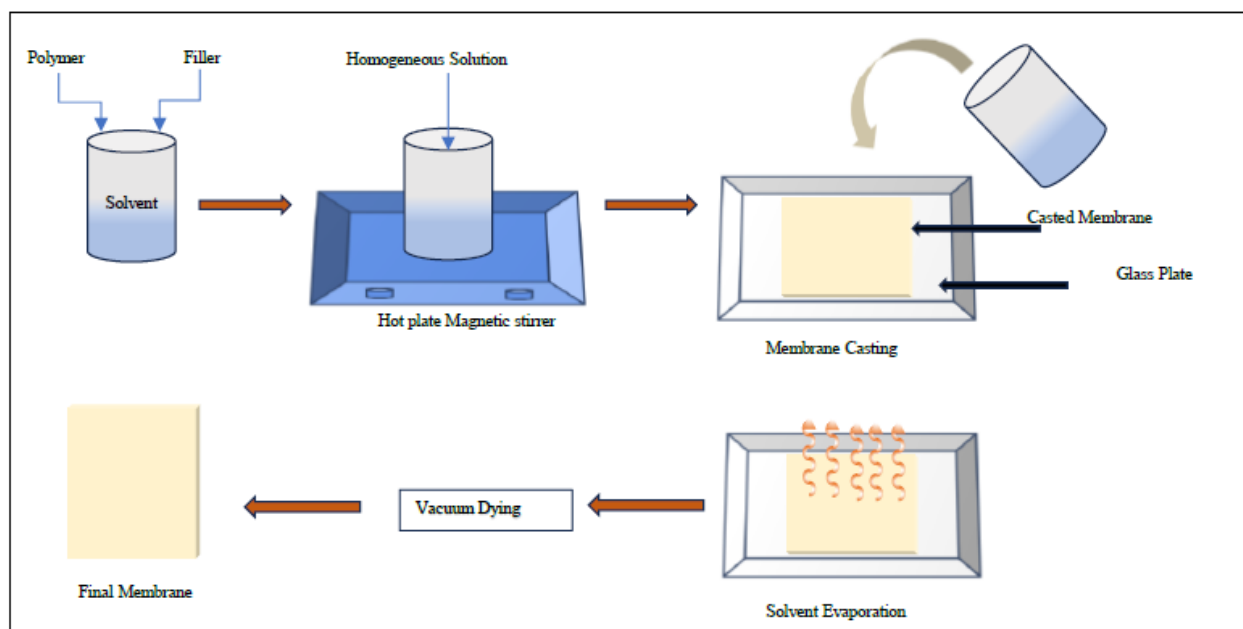 Polymer
Filler
Homogeneous Solution
Solvent
Casted Membrane
Glass Plate
Hot plate Magnetic stirrer
Membrane Casting
Vacuum Dying
Final Membrane
Solvent Evaporation